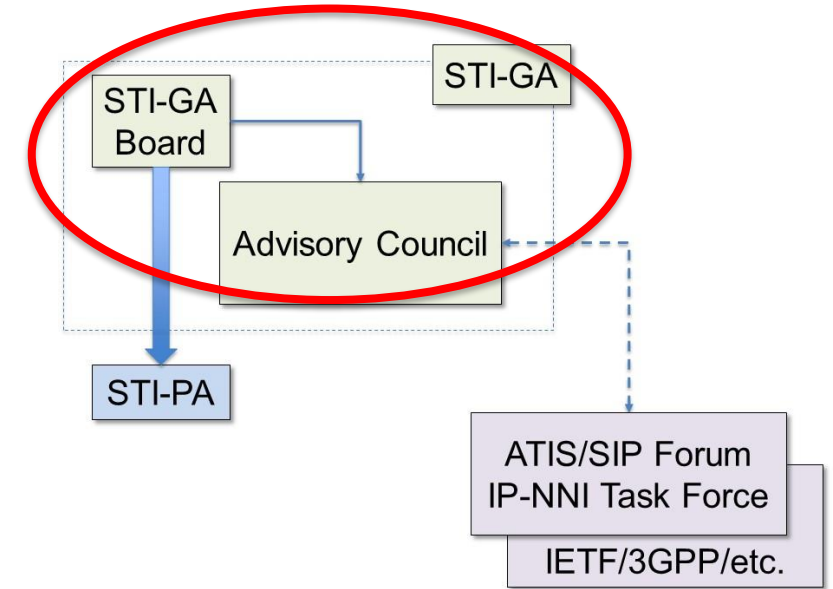 STI-GA
STI-GA
Board
Advisory Council
STI-PA
ATIS/SIP Forum
IP-NNI Task Force
IETF/3GPP/etc.